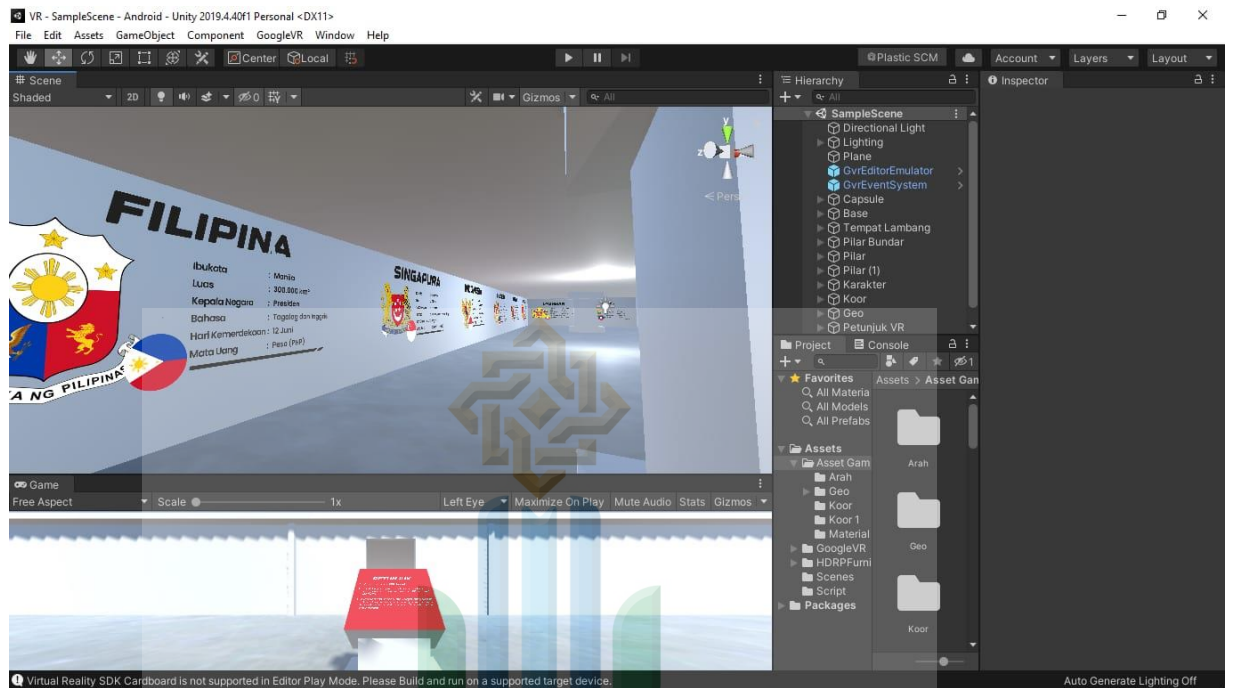 VR - SampleScene - Android - Unity 2019.4.40f1 Personal <DX11>
File Edit Assets GameObject Component GoogleVR Window Help
Center Local
Plastic SCM Account Layers Layout
Scene
Shaded 2D 0 Gizmos All
y
z
< Pers
FILIPINA
Ibukota : Manila
Luas : 300.000 km²
Kepala Negara : Presiden
Bahasa : Tagalog dan Inggris
Hari Kemerdekaan : 12 Juni
Mata Uang : Peso (PhP)
KA NG PILIPINAS
SINGAPURA
Game
Free Aspect Scale 1x Left Eye Maximize On Play Mute Audio Stats Gizmos
Hierarchy
All
SampleScene
Directional Light
Lighting
Plane
GvrEditorEmulator
GvrEventSystem
Capsule
Base
Tempat Lambang
Pilar Bundar
Pilar
Pilar (1)
Karakter
Koor
Geo
Petunjuk VR
Project Console
1
Favorites
All Materia
All Models
All Prefabs
Assets
Asset Gam
Arah
Geo
Koor
Koor 1
Material
GoogleVR
HDRPFurni
Scenes
Script
Packages
Assets > Asset Gam
Arah
Geo
Koor
Inspector
Virtual Reality SDK Cardboard is not supported in Editor Play Mode. Please Build and run on a supported target device.
Auto Generate Lighting Off